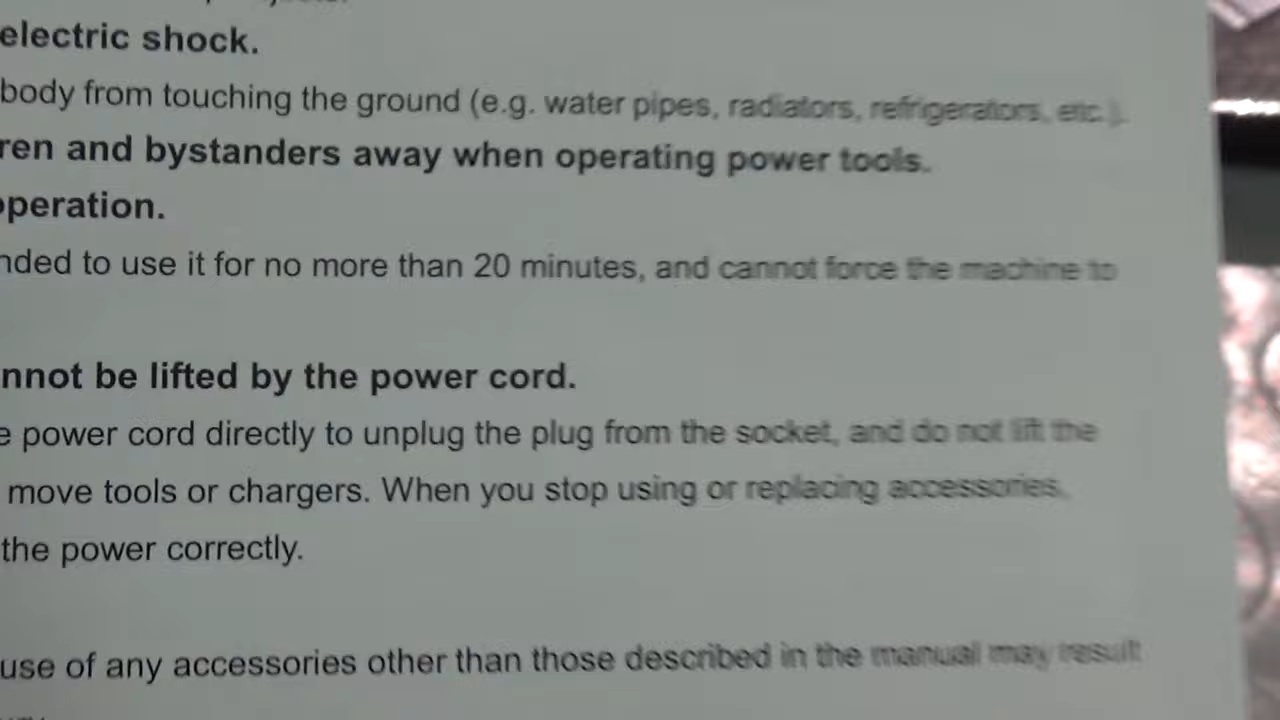 electric shock.
body from touching the ground (e.g. water pipes, radiators, refrigerators, etc.).
ren and bystanders away when operating power tools.
operation.
nded to use it for no more than 20 minutes, and cannot force the machine to
nnot be lifted by the power cord.
e power cord directly to unplug the plug from the socket, and do not lift the
move tools or chargers. When you stop using or replacing accessories,
the power correctly.
use of any accessories other than those described in the manual may result